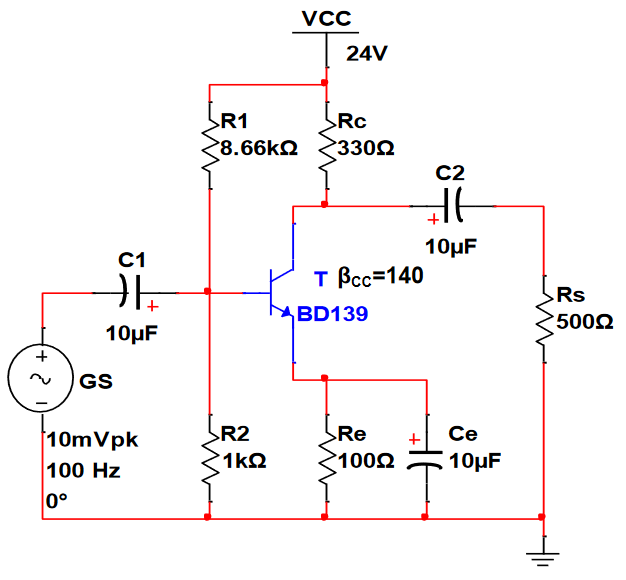 VCC
24V
R1
8.66kΩ
Rc
330Ω
C2
+
10µF
C1
+
10µF
T βCC=140
BD139
Rs
500Ω
+
GS
10mVpk
100 Hz
0°
R2
1kΩ
Re
100Ω
+
Ce
10µF